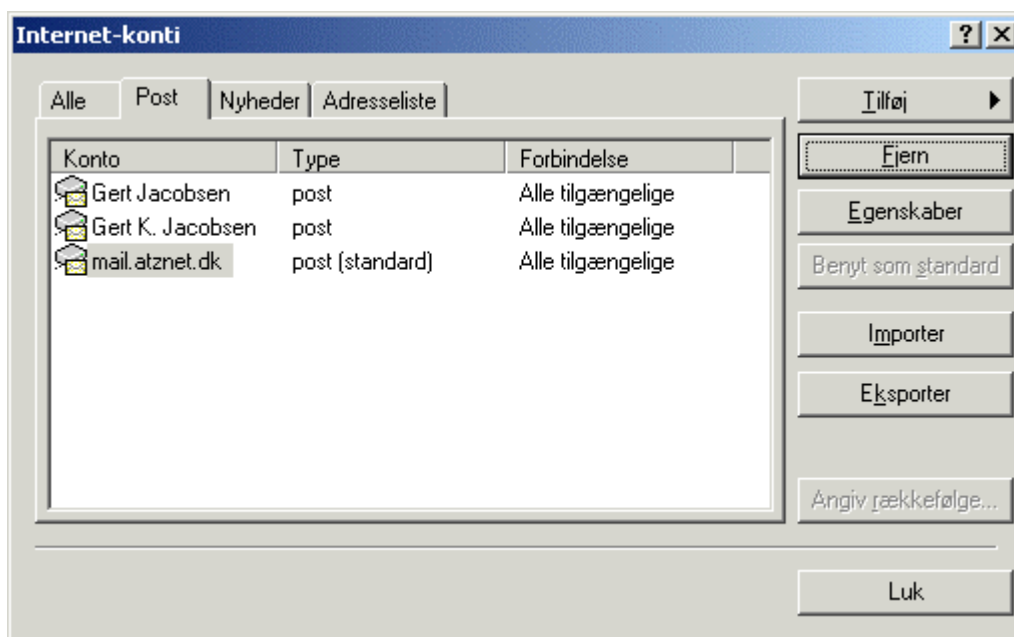 Internet-konti
Alle Post Nyheder Adresseliste
Konto Type Forbindelse
Gert Jacobsen post Alle tilgængelige
Gert K. Jacobsen post Alle tilgængelige
mail.atznet.dk post (standard) Alle tilgængelige
Tilføj
Fjern
Egenskaber
Benyt som standard
Importer
Eksporter
Angiv rækkefølge...
Luk